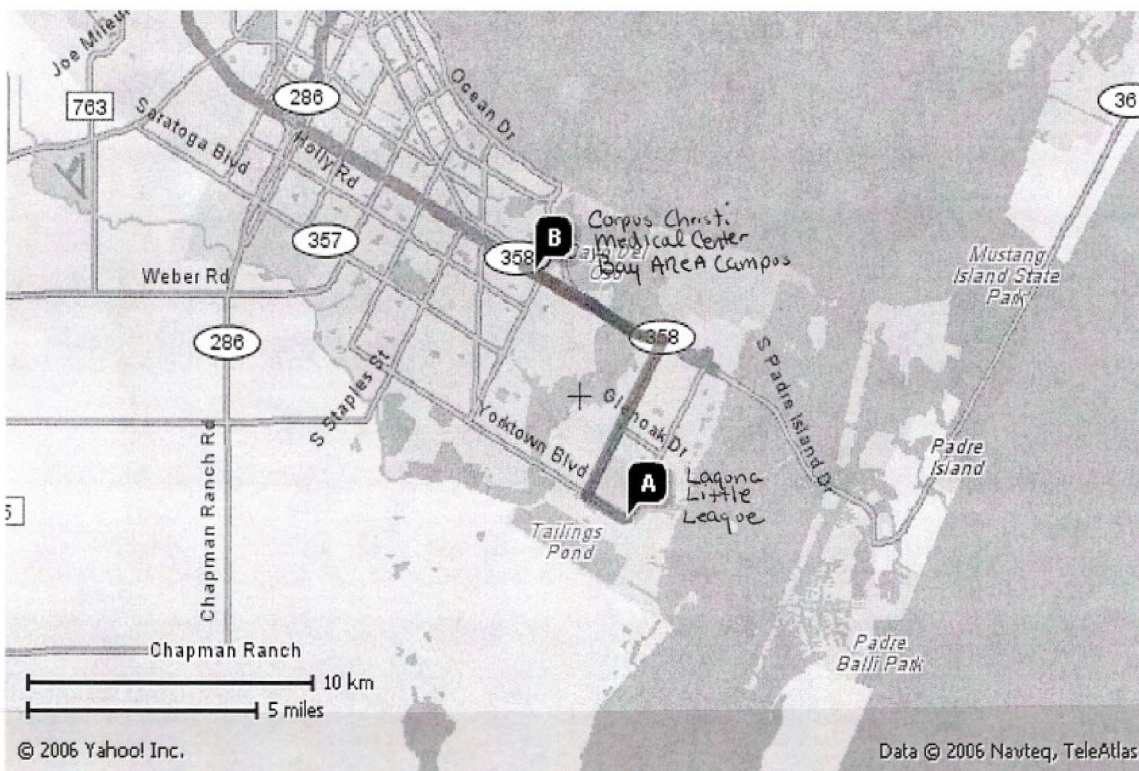 Joe
763
286
Ocean Dr
36
Saratoga Blvd
Holly Rd
357
B
358
Corpus Christi
Medical Center
Bay AREA Campus
Weber Rd
Mustang
Island State
Park
286
358
S Staples St
S Padre Island Dr
Glenoak Dr
Yorktown Blvd
Chapman Ranch Rd
Padre
Island
A
Laguna
Little
League
5
Tailings
Pond
Chapman Ranch
Padre
Balli Park
10 km
5 miles
© 2006 Yahoo! Inc.
Data © 2006 Navteq, TeleAtlas